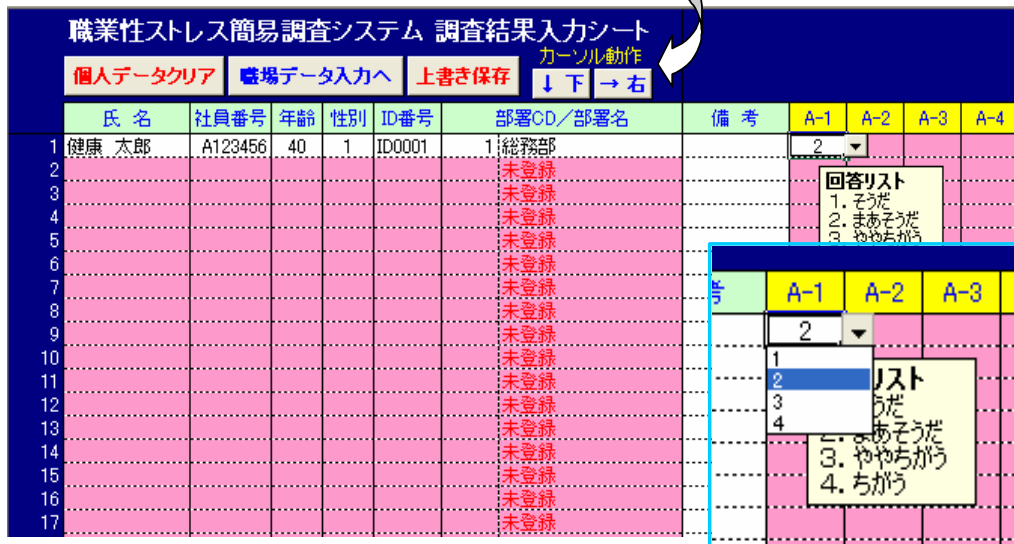 職業性ストレス簡易調査システム 調査結果入力シート
カーソル動作
個人データクリア 職場データ入力へ 上書き保存 ↓ 下 → 右
氏 名 社員番号 年齢 性別 ID番号 部署CD／部署名 備 考 A-1 A-2 A-3 A-4
1 健康 太郎 A123456 40 1 ID0001 1 総務部 2
2 未登録
3 未登録
4 未登録
5 未登録
6 未登録
7 未登録
8 未登録
9 未登録
10 未登録
11 未登録
12 未登録
13 未登録
14 未登録
15 未登録
16 未登録
17 未登録
回答リスト
1. そうだ
2. まあそうだ
3. ややちがう
考 A-1 A-2 A-3
2
1
2
3
4
リスト
うだ
2. まあそうだ
3. ややちがう
4. ちがう